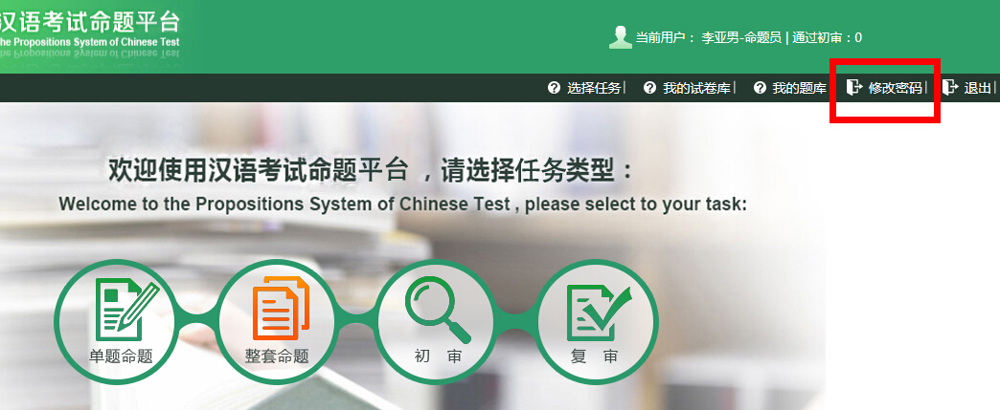 汉语考试命题平台
the Propositions System of Chinese Test
当前用户： 李亚男-命题员 | 通过初审：0
选择任务| 我的试卷库| 我的题库 修改密码| 退出|
欢迎使用汉语考试命题平台 ，请选择任务类型：
Welcome to the Propositions System of Chinese Test , please select to your task:
单题命题 整套命题 初 审 复 审